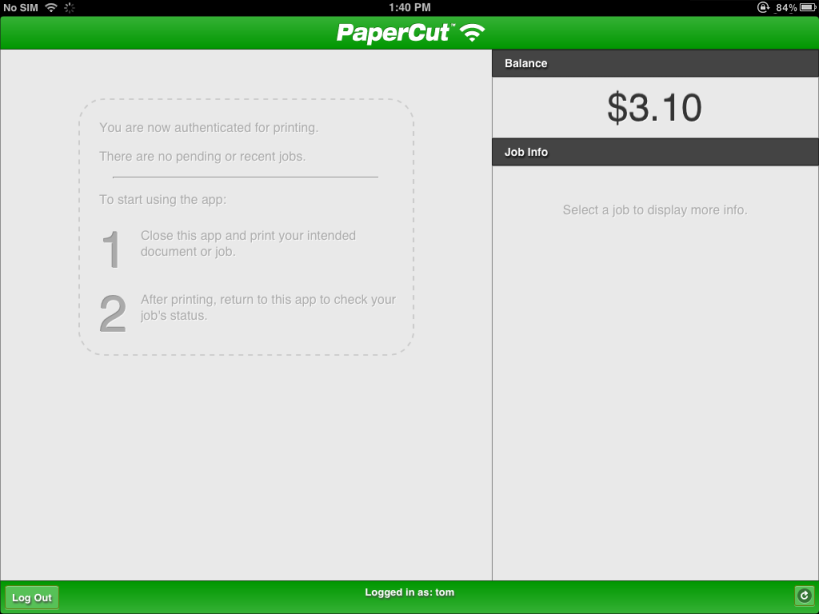 No SIM 1:40 PM 84%
PaperCut™
Balance
$3.10
Job Info
Select a job to display more info.
You are now authenticated for printing.
There are no pending or recent jobs.
To start using the app:
1 Close this app and print your intended
document or job.
2 After printing, return to this app to check your
job's status.
Log Out
Logged in as: tom